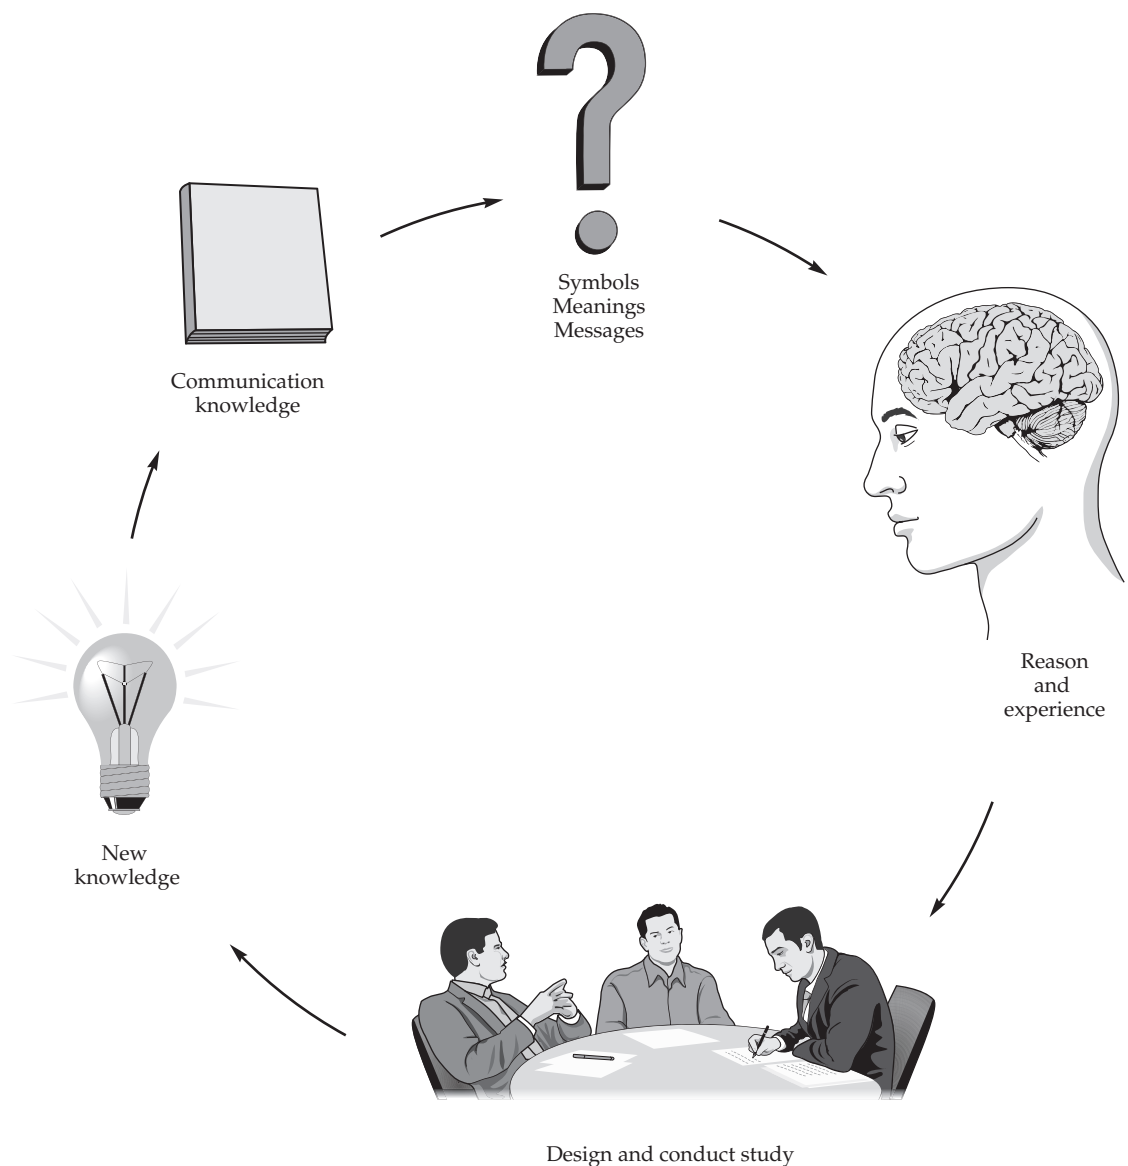 Symbols
Meanings
Messages
Communication
knowledge
Reason
and
experience
New
knowledge
Design and conduct study